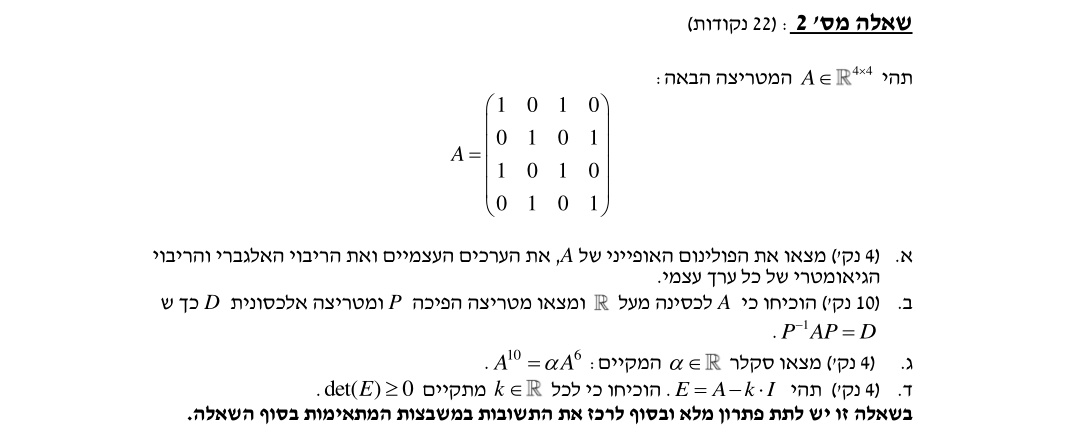 שאלה מס' 2 : (22 נקודות)
תהי A ∈ ℝ^{4×4} המטריצה הבאה :
A = \begin{pmatrix} 1 & 0 & 1 & 0 \\ 0 & 1 & 0 & 1 \\ 1 & 0 & 1 & 0 \\ 0 & 1 & 0 & 1 \end{pmatrix}
א. (4 נק') מצאו את הפולינום האופייני של A, את הערכים העצמיים ואת הריבוי האלגברי והריבוי
הגיאומטרי של כל ערך עצמי.
ב. (10 נק') הוכיחו כי A לכסינה מעל ℝ ומצאו מטריצה הפיכה P ומטריצה אלכסונית D כך ש
P^{-1}AP = D .
ג. (4 נק') מצאו סקלר α ∈ ℝ המקיים : A^{10} = αA^{6} .
ד. (4 נק') תהי E = A − k · I . הוכיחו כי לכל k ∈ ℝ מתקיים det(E) ≥ 0 .
בשאלה זו יש לתת פתרון מלא ובסוף לרכז את התשובות במשבצות המתאימות בסוף השאלה.